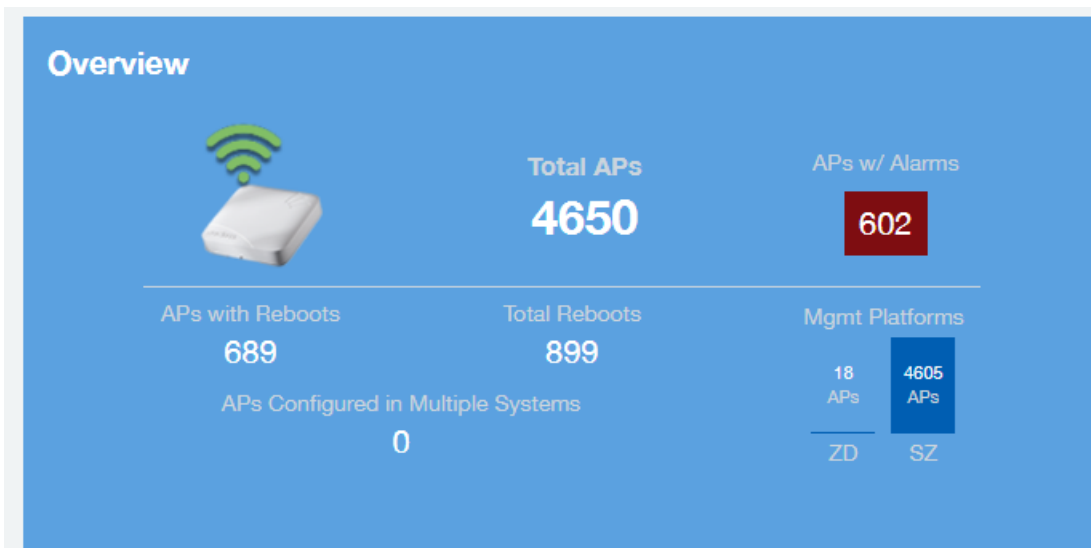 Overview
Total APs
4650
APs w/ Alarms
602
APs with Reboots
689
Total Reboots
899
APs Configured in Multiple Systems
0
Mgmt Platforms
18
APs
4605
APs
ZD
SZ